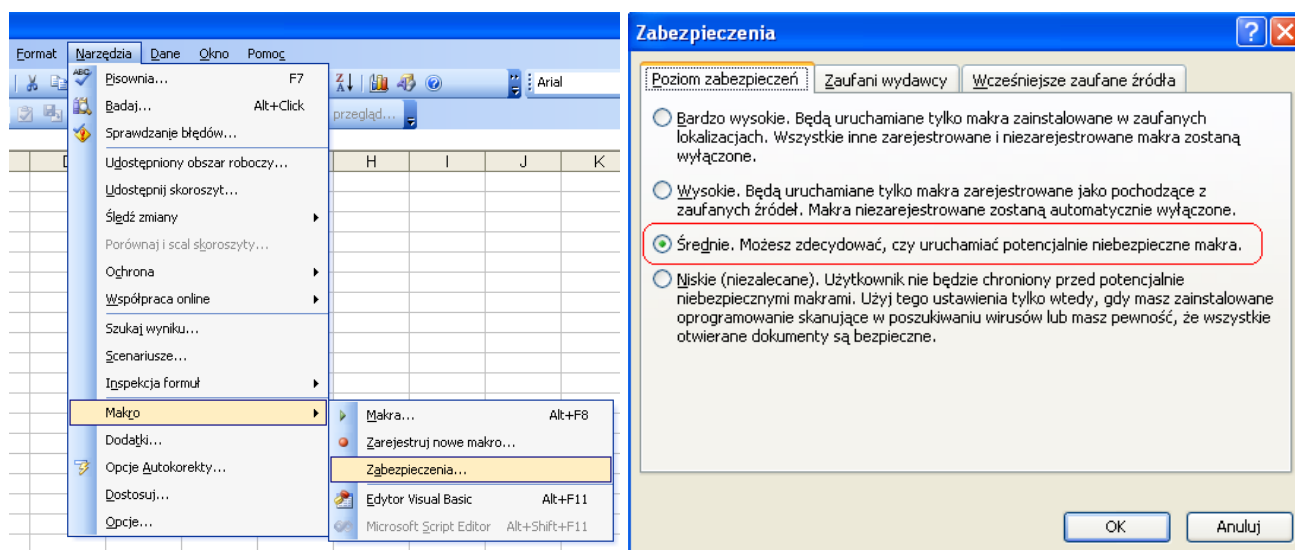 Format Narzędzia Dane Okno Pomoc
Arial
przegląd...
Pisownia... F7
Badaj... Alt+Click
Sprawdzanie błędów...
Udostępniony obszar roboczy...
Udostępnij skoroszyt...
Śledź zmiany
Porównaj i scal skoroszyty...
Ochrona
Współpraca online
Szukaj wyniku...
Scenariusze...
Inspekcja formuł
Makro
Dodatki...
Opcje Autokorekty...
Dostosuj...
Opcje...
H I J K
Makra... Alt+F8
Zarejestruj nowe makro...
Zabezpieczenia...
Edytor Visual Basic Alt+F11
Microsoft Script Editor Alt+Shift+F11
Zabezpieczenia
Poziom zabezpieczeń Zaufani wydawcy Wcześniejsze zaufane źródła
Bardzo wysokie. Będą uruchamiane tylko makra zainstalowane w zaufanych
lokalizacjach. Wszystkie inne zarejestrowane i niezarejestrowane makra zostaną
wyłączone.
Wysokie. Będą uruchamiane tylko makra zarejestrowane jako pochodzące z
zaufanych źródeł. Makra niezarejestrowane zostaną automatycznie wyłączone.
Średnie. Możesz zdecydować, czy uruchamiać potencjalnie niebezpieczne makra.
Niskie (niezalecane). Użytkownik nie będzie chroniony przed potencjalnie
niebezpiecznymi makrami. Użyj tego ustawienia tylko wtedy, gdy masz zainstalowane
oprogramowanie skanujące w poszukiwaniu wirusów lub masz pewność, że wszystkie
otwierane dokumenty są bezpieczne.
OK Anuluj